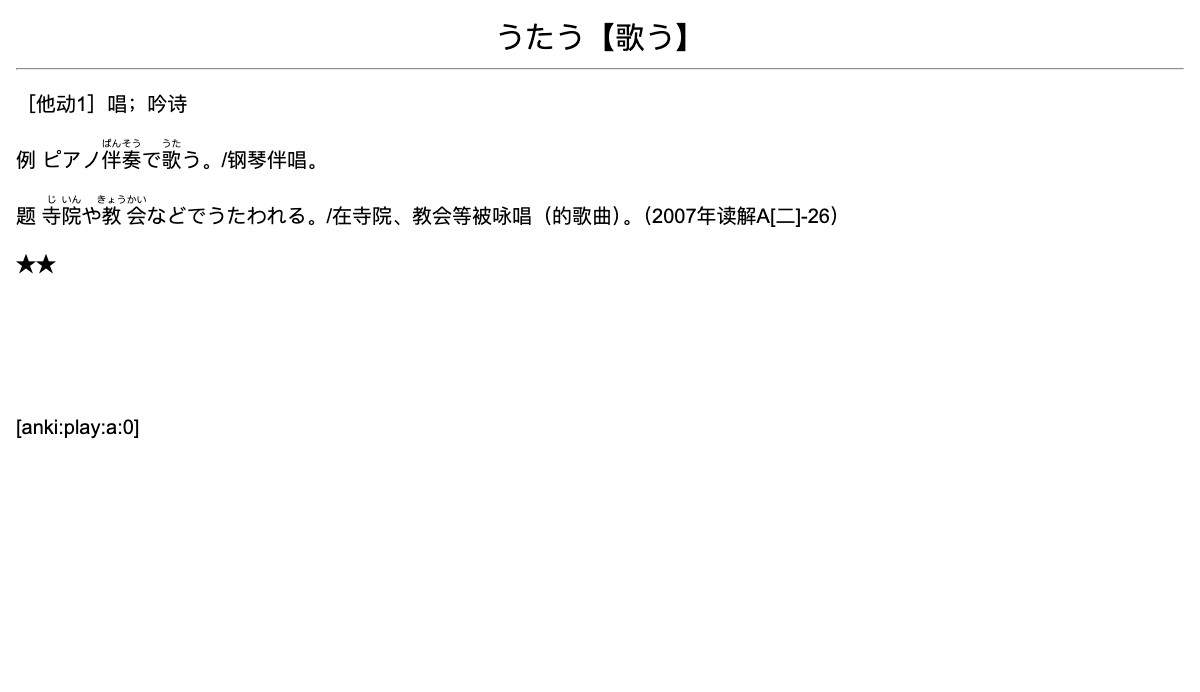 うたう【歌う】
［他动1］唱；吟诗
ばんそう うた
例 ピアノ伴奏で歌う。/钢琴伴唱。
じ いん きょうかい
题 寺院や教会などでうたわれる。/在寺院、教会等被咏唱（的歌曲）。（2007年读解A[二]-26）
★★
[anki:play:a:0]